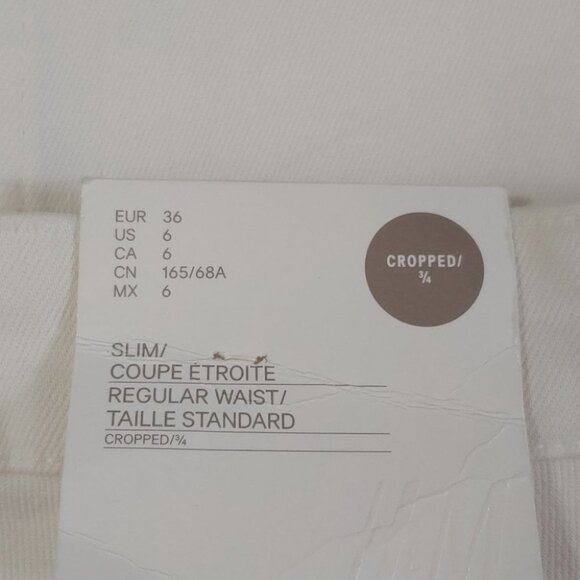 EUR 36
US 6
CA 6
CN 165/68A
MX 6
CROPPED/
¾
SLIM/
COUPE ÉTROITE
REGULAR WAIST/
TAILLE STANDARD
CROPPED/¾